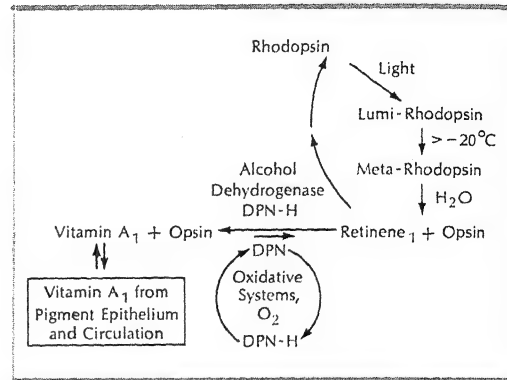 Rhodopsin
Light
Lumi-Rhodopsin
>-20°C
Meta-Rhodopsin
H₂O
Alcohol
Dehydrogenase
DPN-H
Vitamin A₁ + Opsin
Retinene₁ + Opsin
DPN
Oxidative
Systems,
O₂
DPN-H
Vitamin A₁ from
Pigment Epithelium
and Circulation